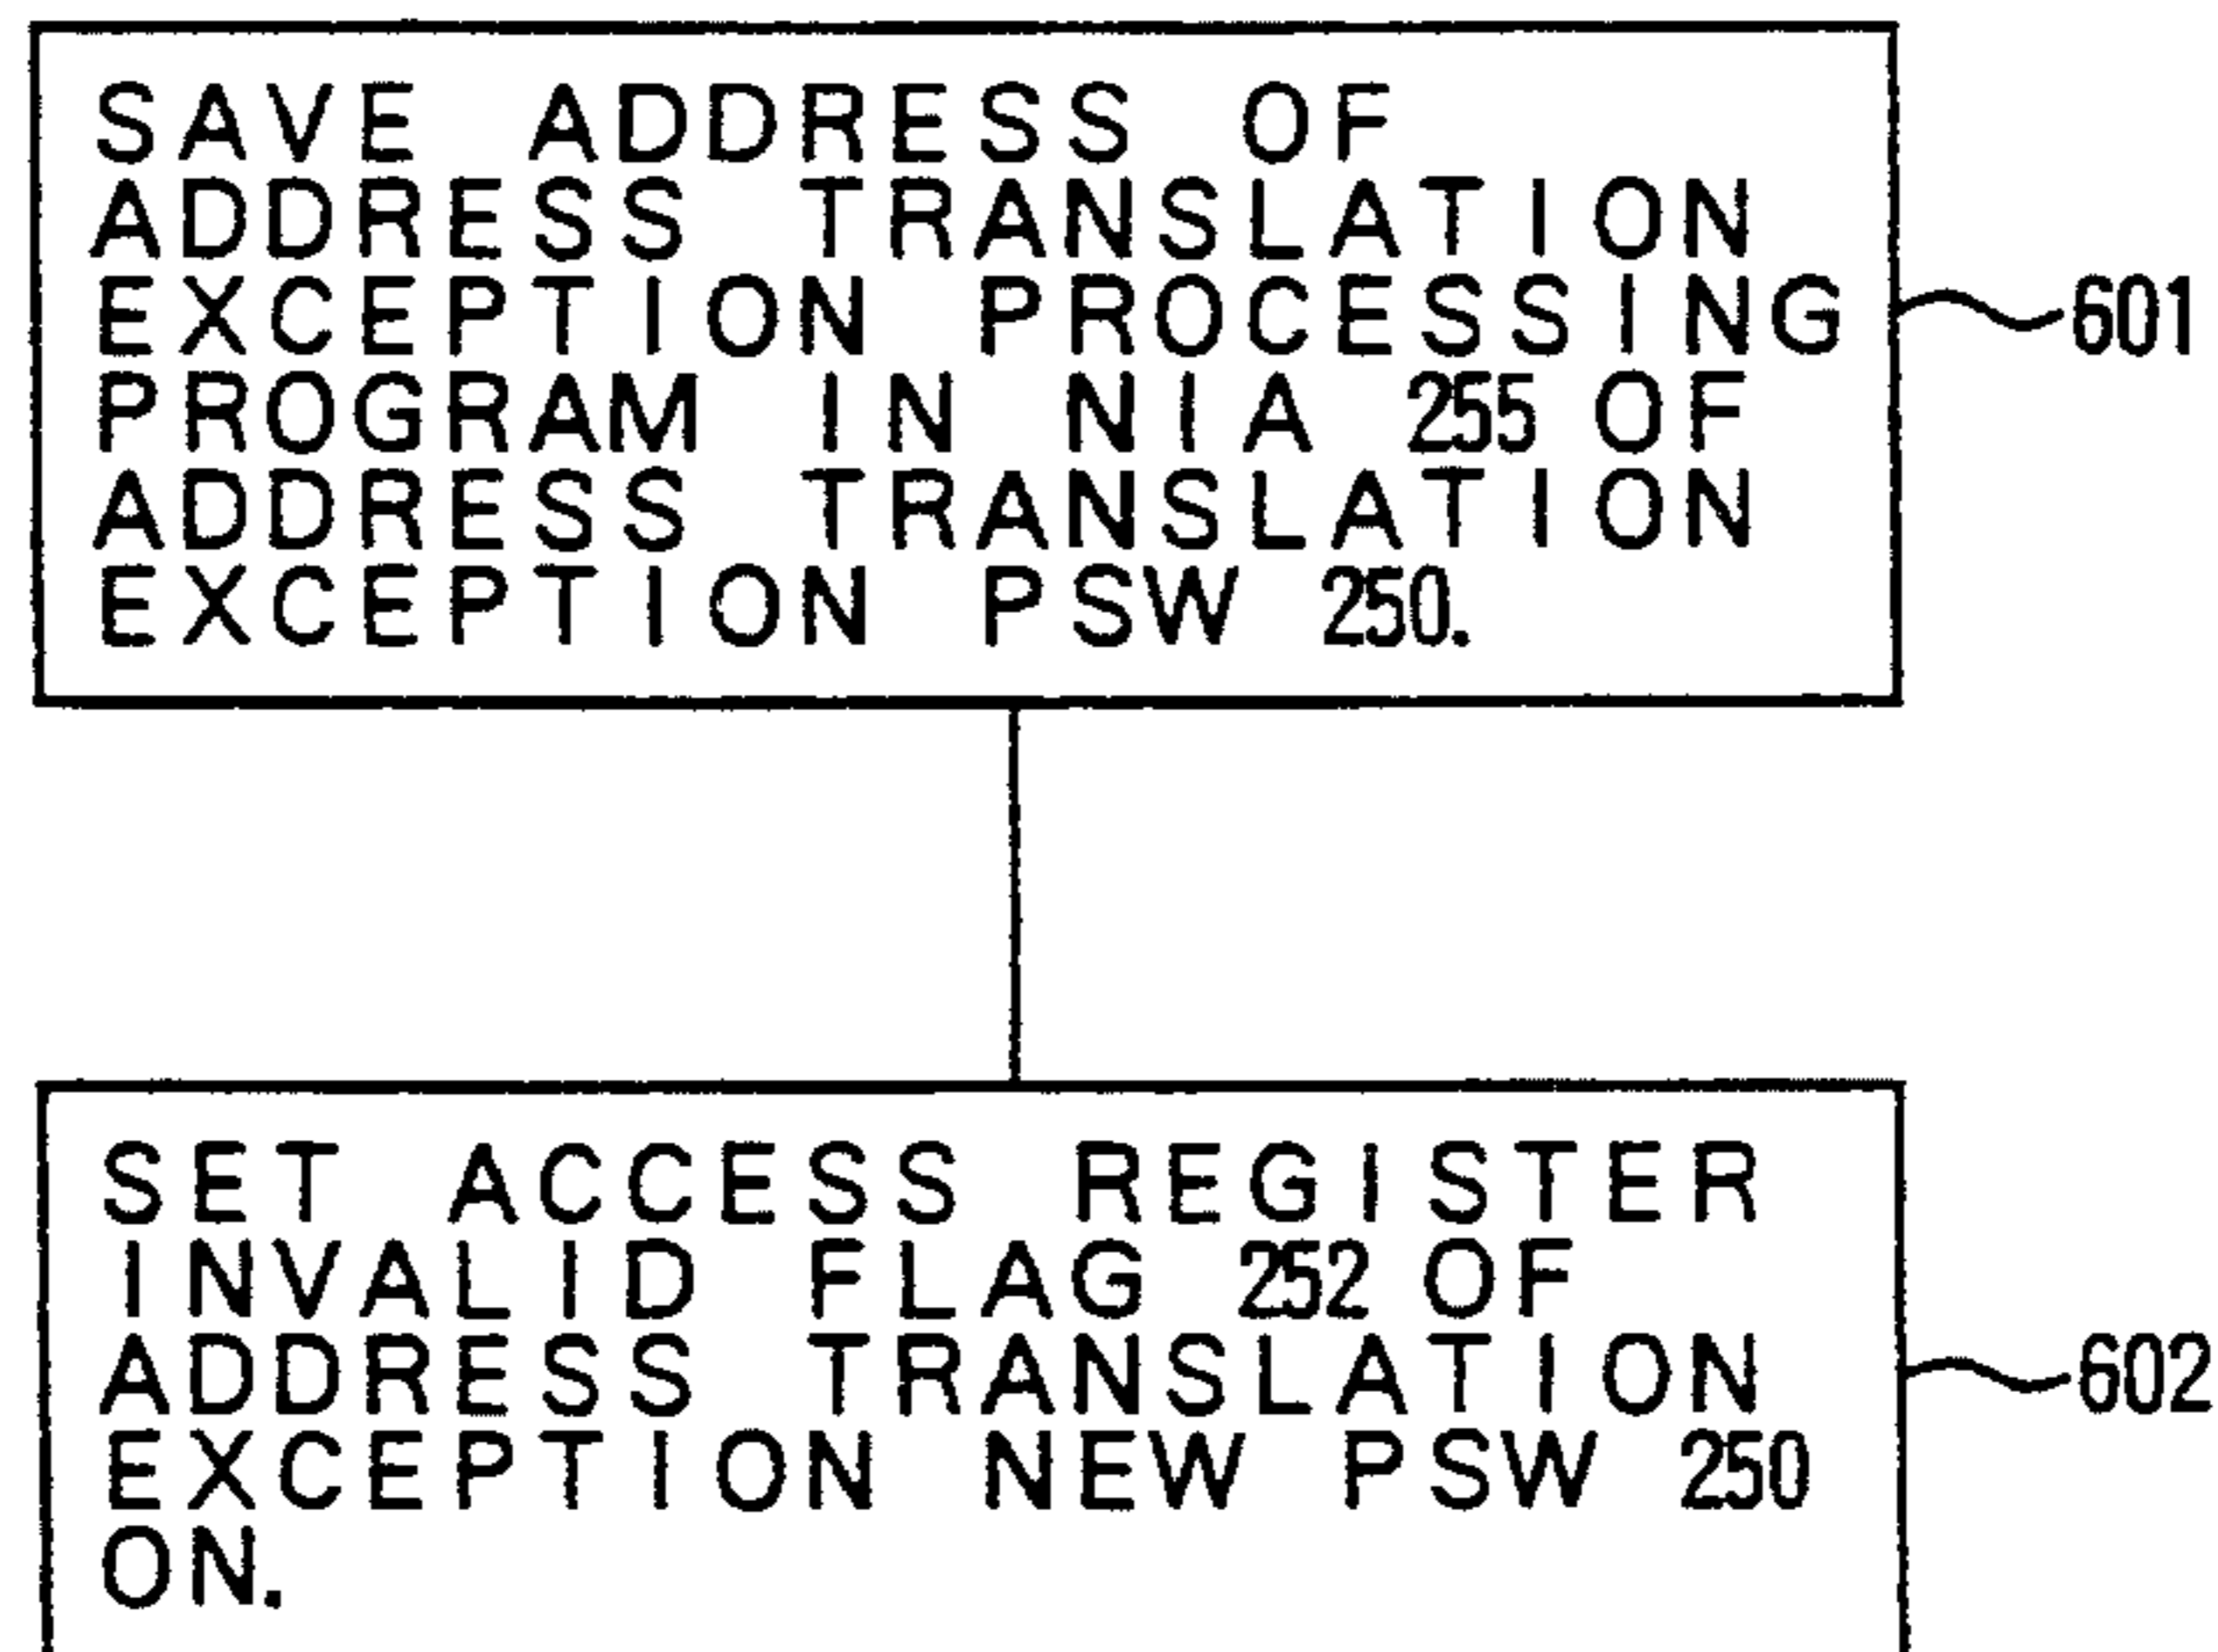 SAVE ADDRESS OF
ADDRESS TRANSLATION
EXCEPTION PROCESSING
PROGRAM IN NIA 255 OF
ADDRESS TRANSLATION
EXCEPTION PSW 250.
601
SET ACCESS REGISTER
INVALID FLAG 252 OF
ADDRESS TRANSLATION
EXCEPTION NEW PSW 250
ON.
602